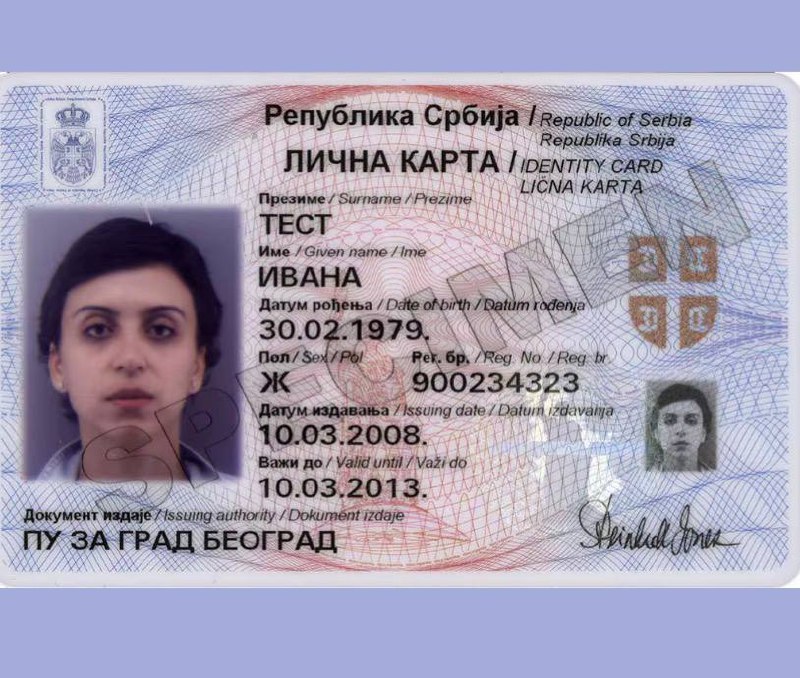 Република Србија / Republic of Serbia
Republika Srbija
ЛИЧНА КАРТА / IDENTITY CARD
LIČNA KARTA
Презиме / Surname / Prezime
ТЕСТ
Име / Given name / Ime
ИВАНА
Датум рођења / Date of birth / Datum rođenja
30.02.1979.
Пол / Sex / Pol Рег. бр. / Reg. No. / Reg. br.
Ж 900234323
Датум издавања / Issuing date / Datum izdavanja
10.03.2008.
Важи до / Valid until / Važi do
10.03.2013.
Документ издаје / Issuing authority / Dokument izdaje
ПУ ЗА ГРАД БЕОГРАД
SPECIMEN